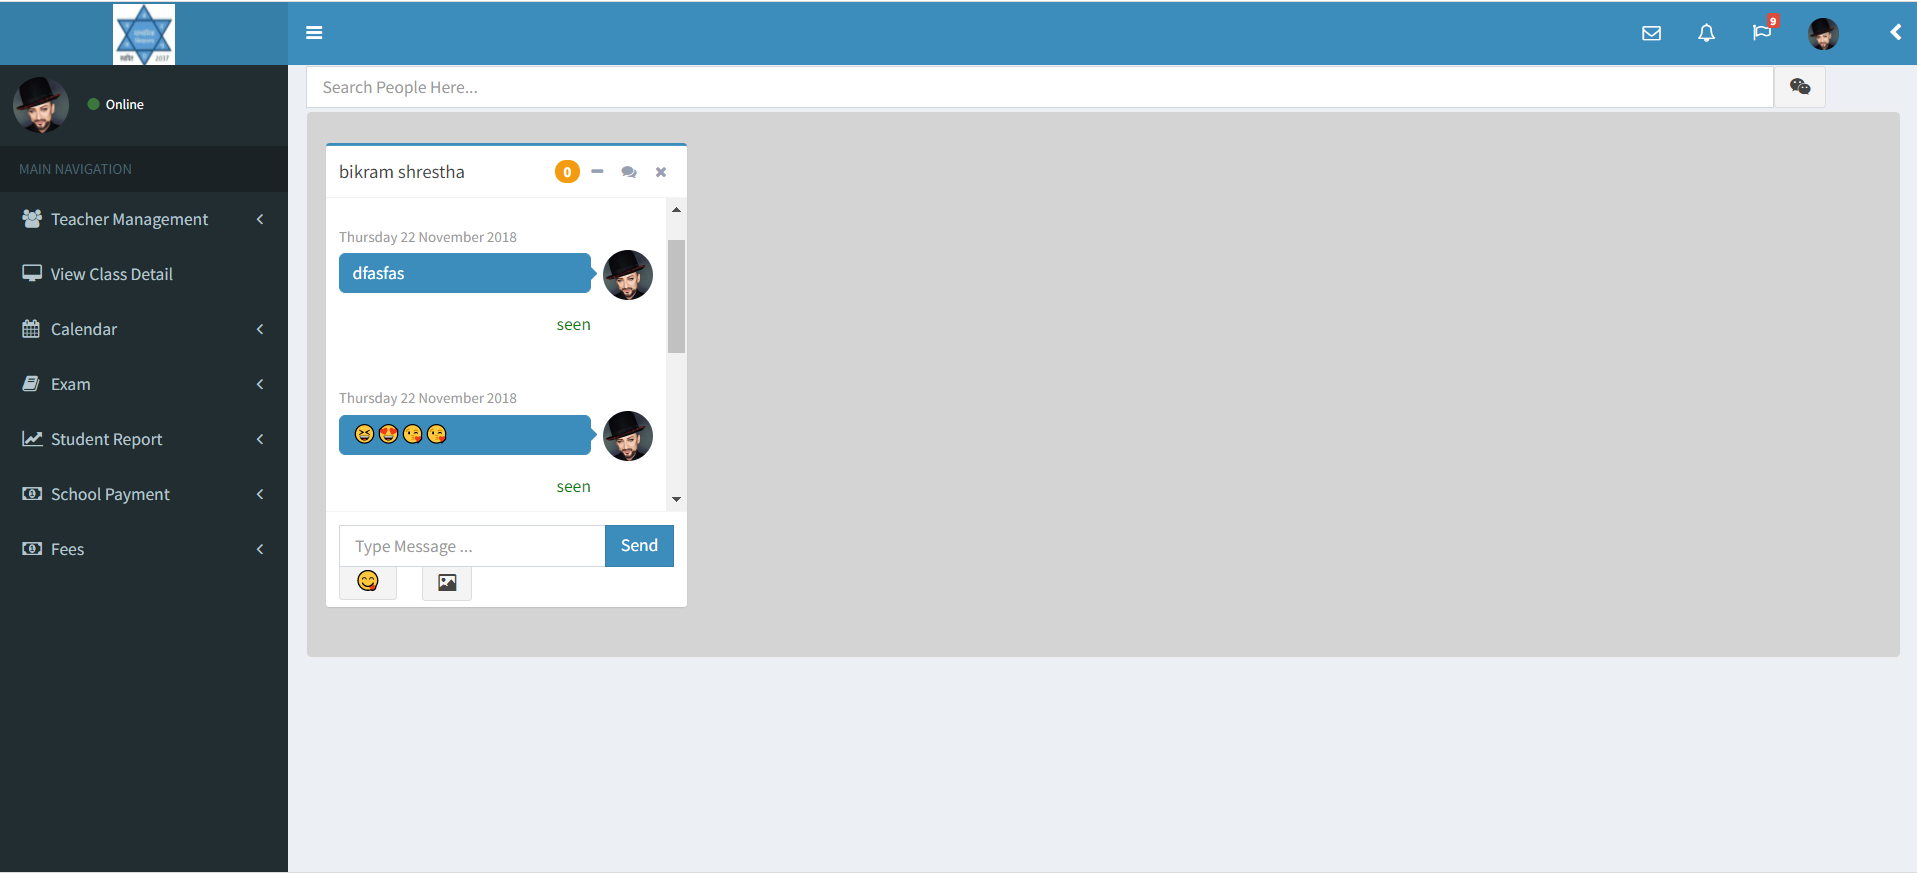 2017
9
Online
Search People Here...
MAIN NAVIGATION
Teacher Management
View Class Detail
Calendar
Exam
Student Report
School Payment
Fees
bikram shrestha
0
Thursday 22 November 2018
dfasfas
seen
Thursday 22 November 2018
😆😍😘😘
seen
Type Message ...
Send